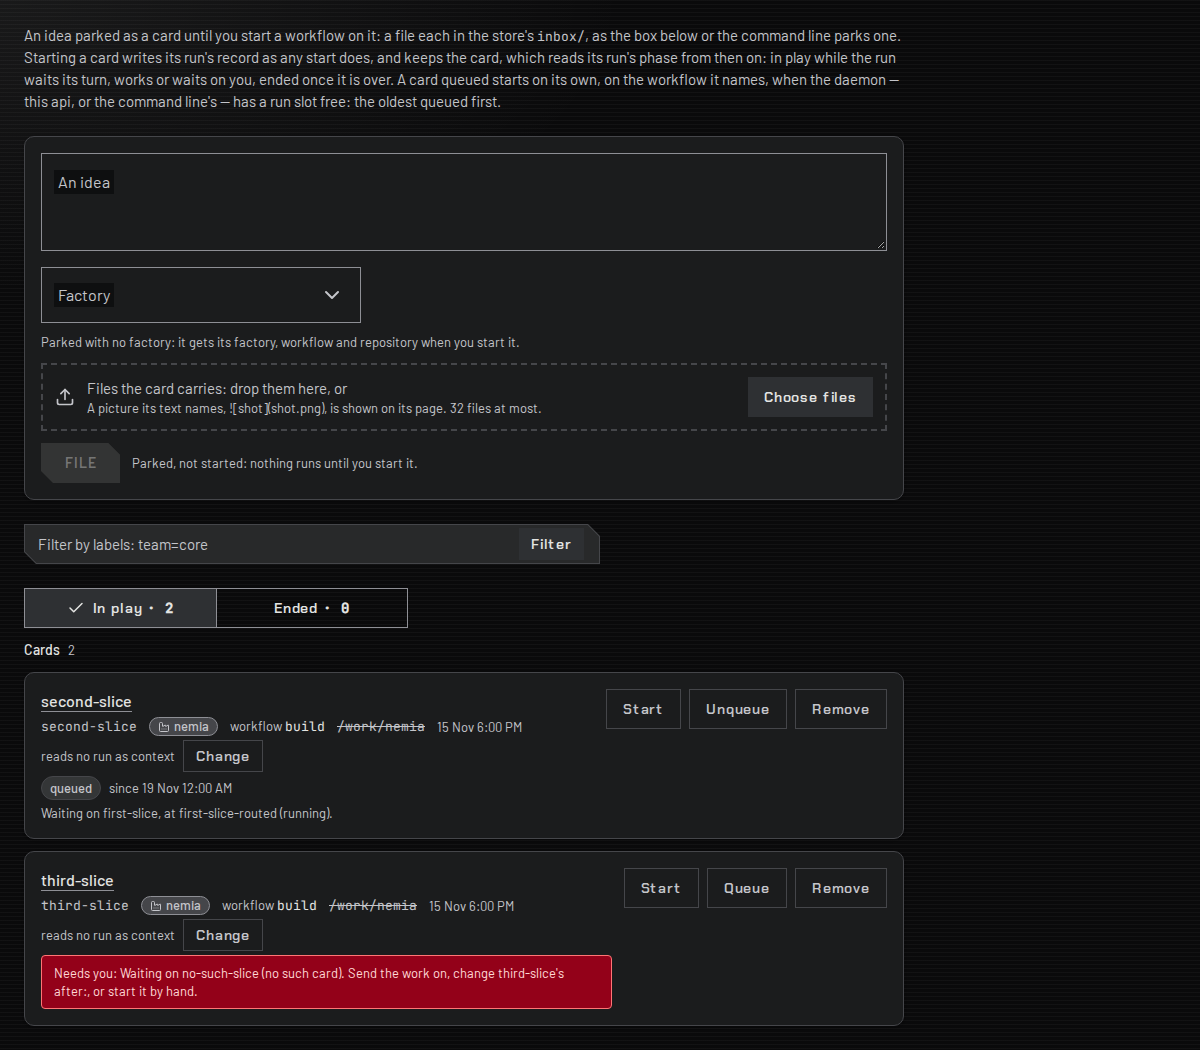 An idea parked as a card until you start a workflow on it: a file each in the store's inbox/, as the box below or the command line parks one.
Starting a card writes its run's record as any start does, and keeps the card, which reads its run's phase from then on: in play while the run
waits its turn, works or waits on you, ended once it is over. A card queued starts on its own, on the workflow it names, when the daemon —
this api, or the command line's — has a run slot free: the oldest queued first.
An idea
Factory
Parked with no factory: it gets its factory, workflow and repository when you start it.
Files the card carries: drop them here, or
A picture its text names, ![shot](shot.png), is shown on its page. 32 files at most.
Choose files
FILE
Parked, not started: nothing runs until you start it.
Filter by labels: team=core
Filter
In play • 2
Ended • 0
Cards 2
second-slice
Start
Unqueue
Remove
second-slice nemia workflow build /work/nemia 15 Nov 6:00 PM
reads no run as context Change
queued since 19 Nov 12:00 AM
Waiting on first-slice, at first-slice-routed (running).
third-slice
Start
Queue
Remove
third-slice nemia workflow build /work/nemia 15 Nov 6:00 PM
reads no run as context Change
Needs you: Waiting on no-such-slice (no such card). Send the work on, change third-slice's
after:, or start it by hand.